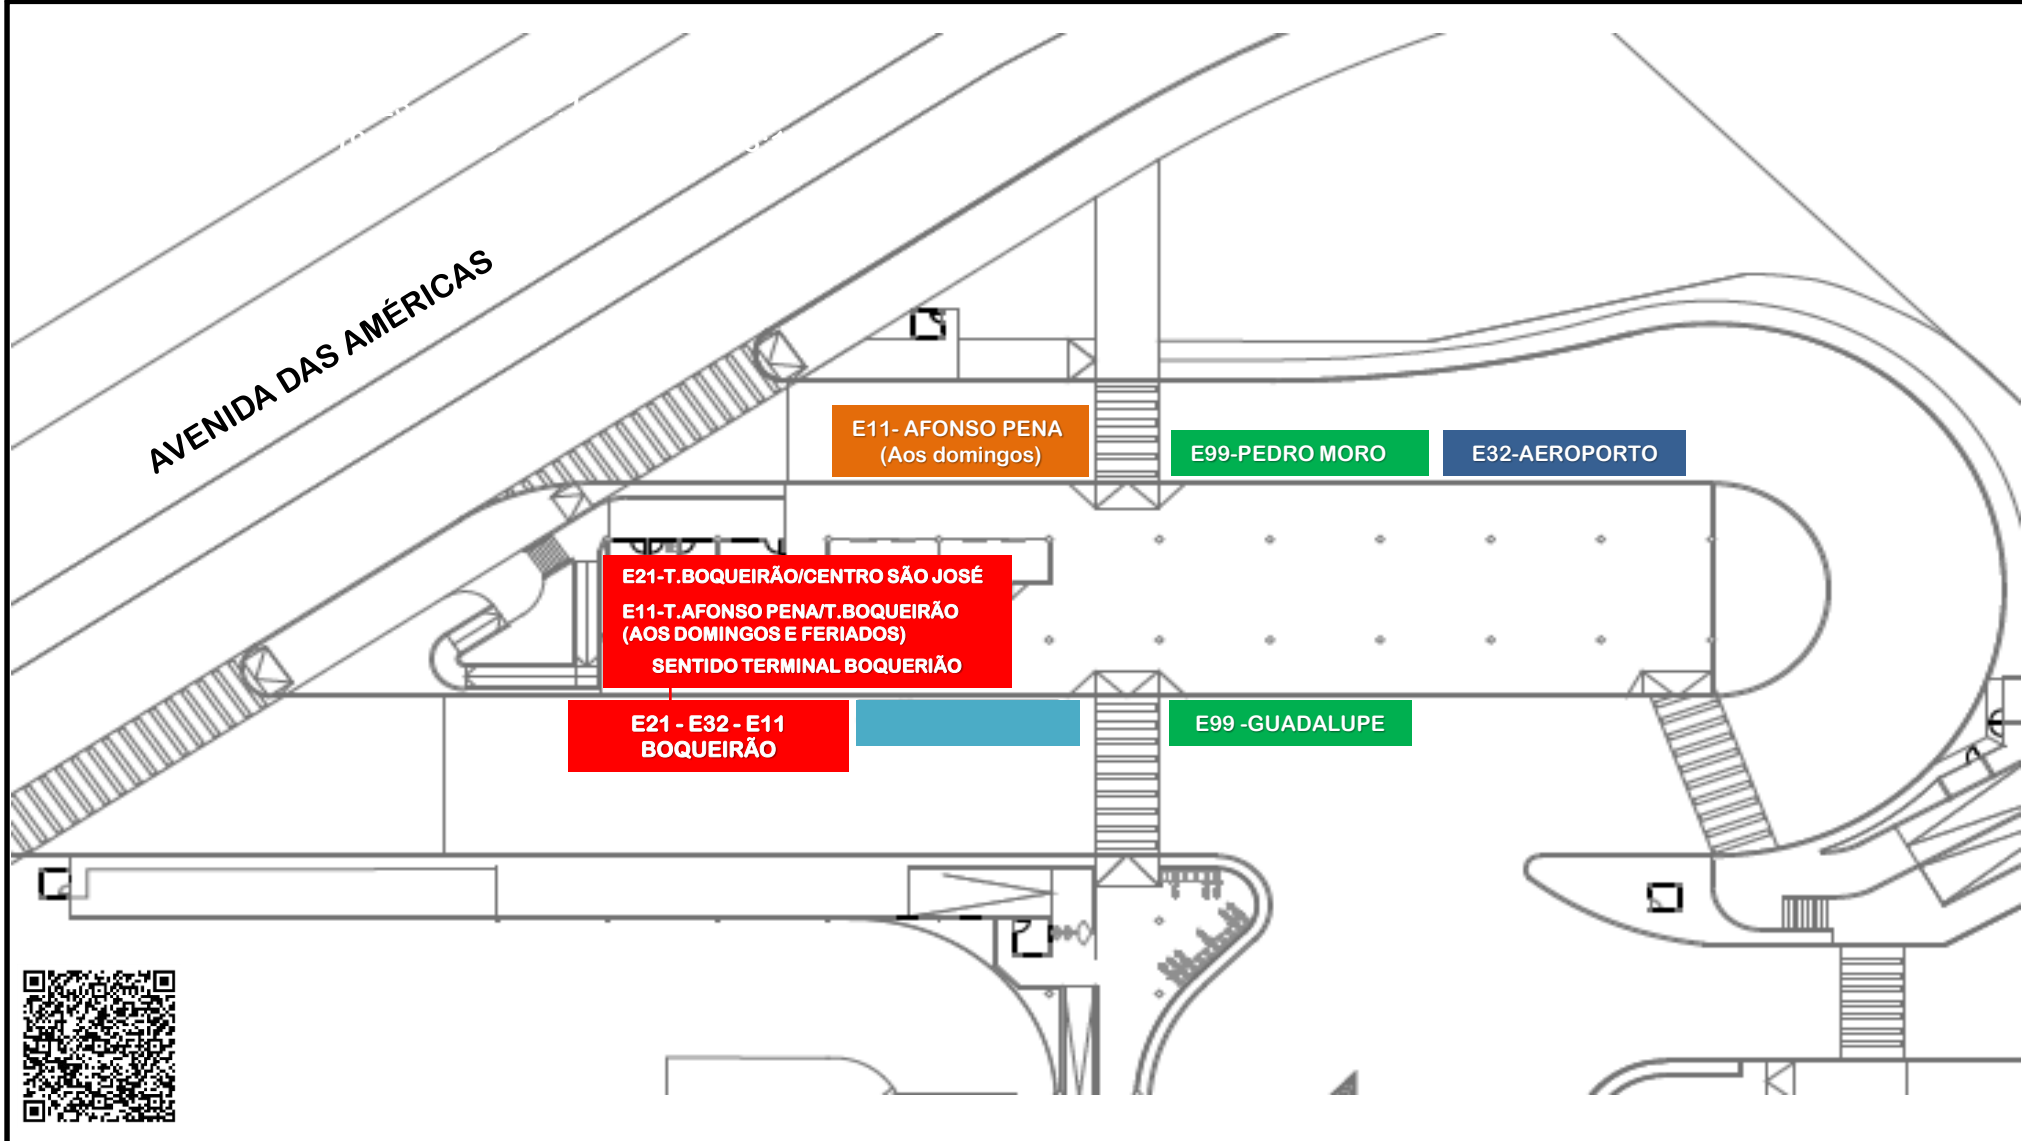 AVENIDA DAS AMÉRICAS
E11- AFONSO PENA
(Aos domingos)
E99-PEDRO MORO
E32-AEROPORTO
E21-T.BOQUEIRÃO/CENTRO SÃO JOSÉ
E11-T.AFONSO PENA/T.BOQUEIRÃO
(AOS DOMINGOS E FERIADOS)
SENTIDO TERMINAL BOQUERIÃO
E21 - E32 - E11
BOQUEIRÃO
E99 -GUADALUPE